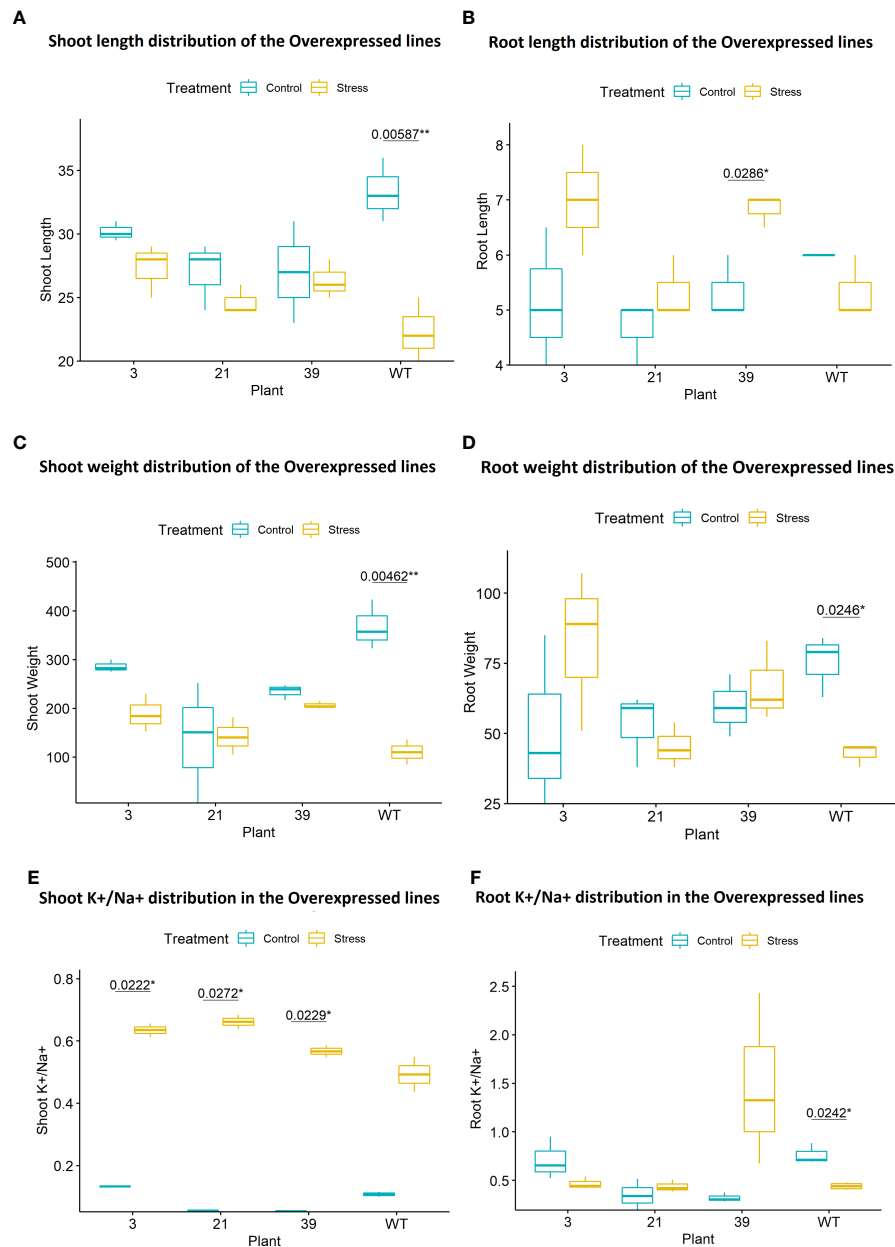 A
Shoot length distribution of the Overexpressed lines
Treatment Control Stress
0.00587**
35
30
25
20
Shoot Length
3 21 39 WT
Plant
B
Root length distribution of the Overexpressed lines
Treatment Control Stress
0.0286*
8
7
6
5
4
Root Length
3 21 39 WT
Plant
C
Shoot weight distribution of the Overexpressed lines
Treatment Control Stress
0.00462**
500
400
300
200
100
Shoot Weight
3 21 39 WT
Plant
D
Root weight distribution of the Overexpressed lines
Treatment Control Stress
0.0246*
100
75
50
25
Root Weight
3 21 39 WT
Plant
E
Shoot K+/Na+ distribution in the Overexpressed lines
Treatment Control Stress
0.0222* 0.0272* 0.0229*
0.8
0.6
0.4
0.2
Shoot K+/Na+
3 21 39 WT
Plant
F
Root K+/Na+ distribution in the Overexpressed lines
Treatment Control Stress
0.0242*
2.5
2.0
1.5
1.0
0.5
Root K+/Na+
3 21 39 WT
Plant